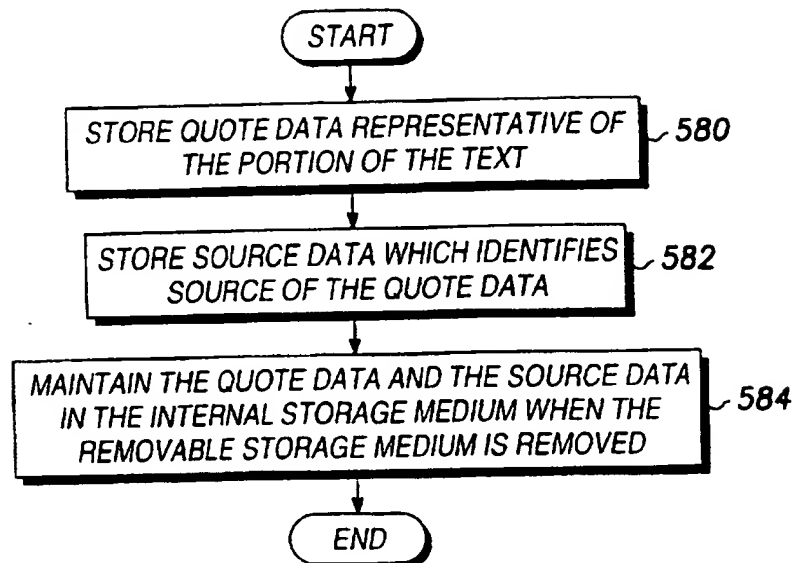 START
STORE QUOTE DATA REPRESENTATIVE OF
THE PORTION OF THE TEXT
580
STORE SOURCE DATA WHICH IDENTIFIES
SOURCE OF THE QUOTE DATA
582
MAINTAIN THE QUOTE DATA AND THE SOURCE DATA
IN THE INTERNAL STORAGE MEDIUM WHEN THE
REMOVABLE STORAGE MEDIUM IS REMOVED
584
END